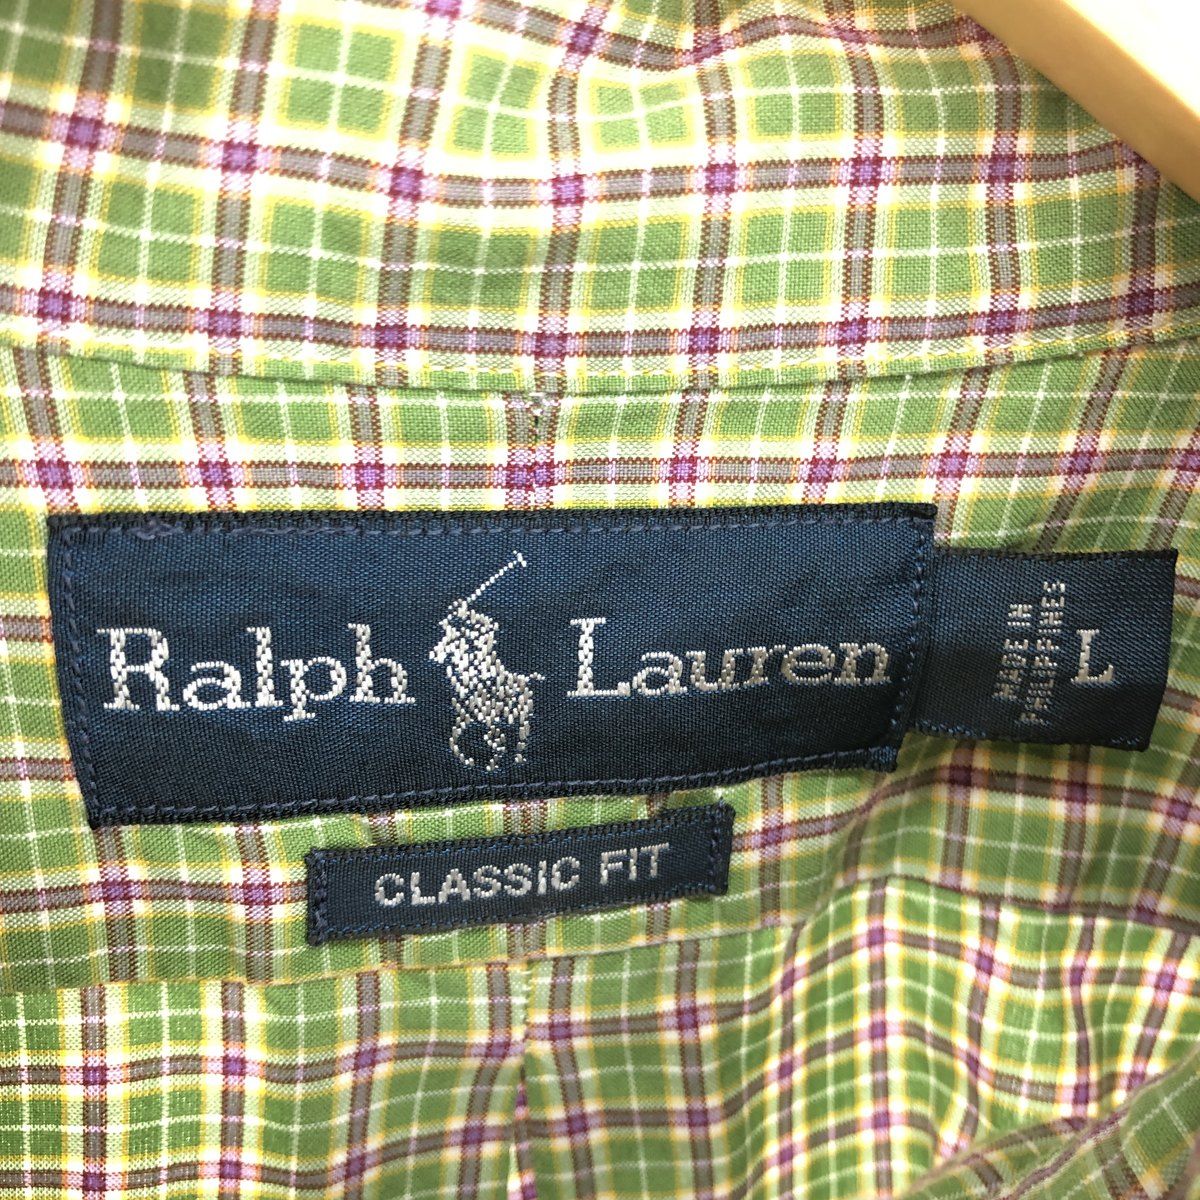 Ralph Lauren
MADE IN
PHILIPPINES
L
CLASSIC FIT